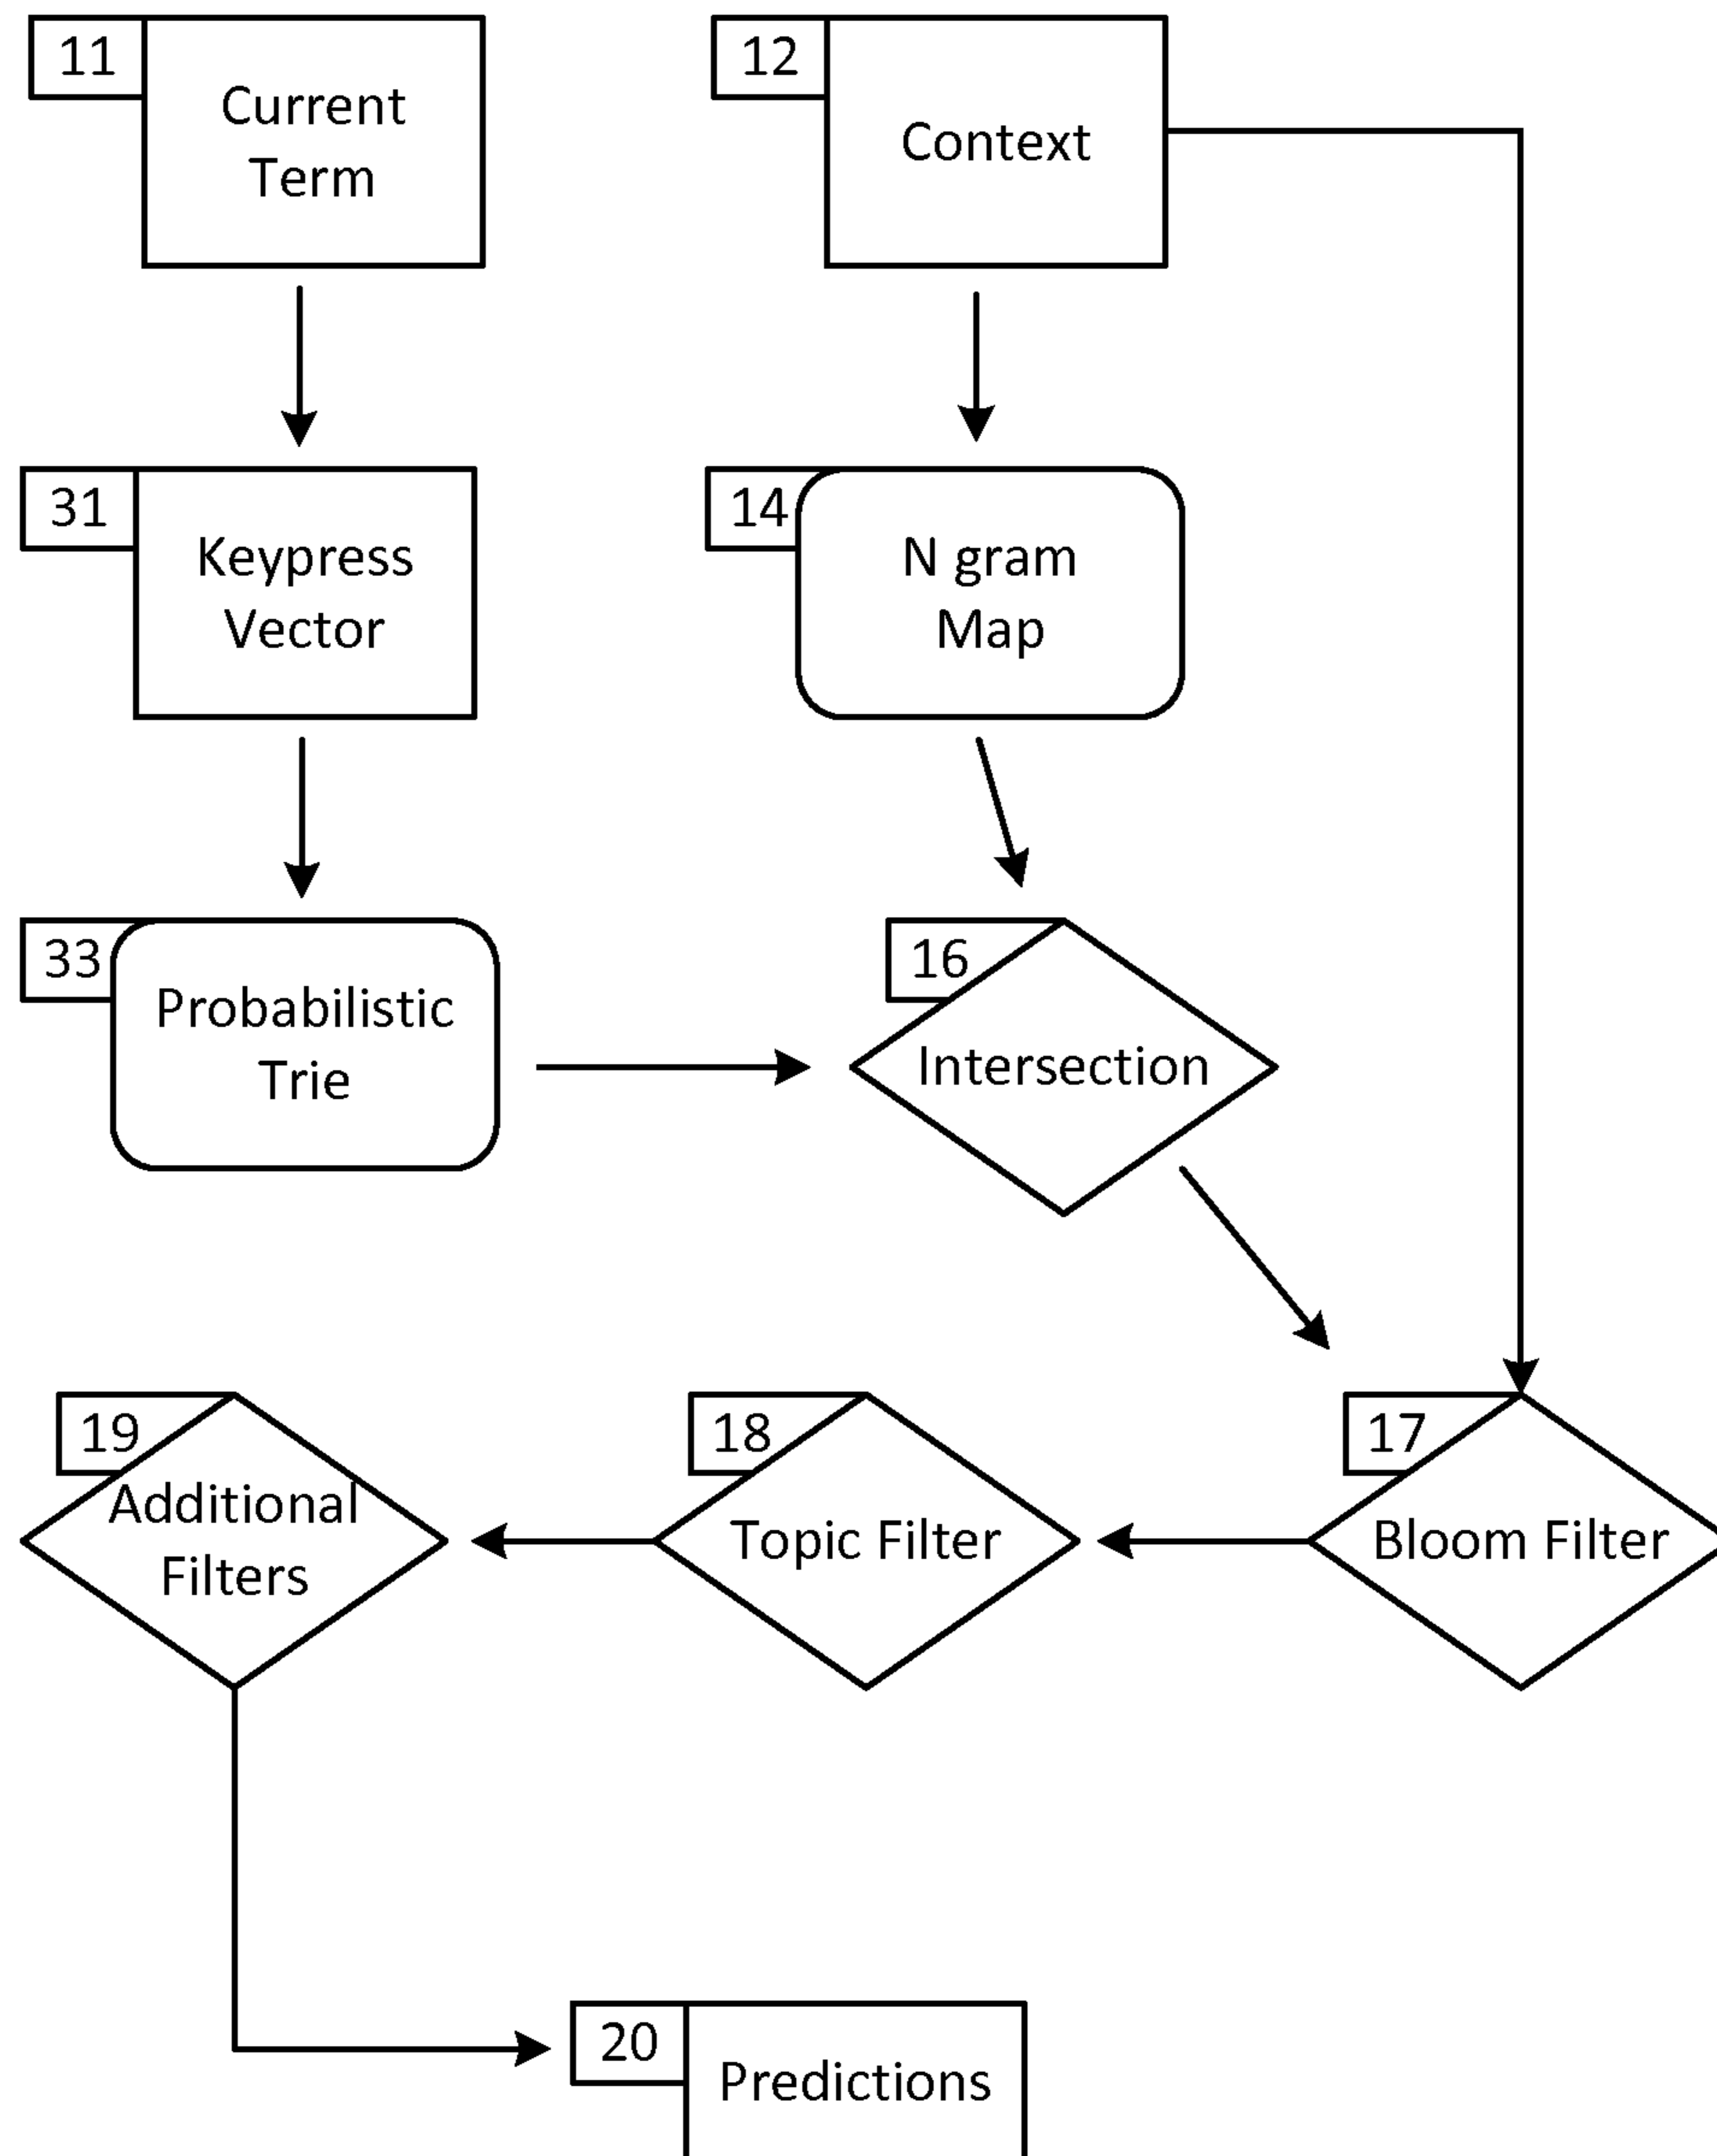 11
Current
Term
12
Context
31
Keypress
Vector
14
N gram
Map
33
Probabilistic
Trie
16
Intersection
19
Additional
Filters
18
Topic Filter
17
Bloom Filter
20
Predictions